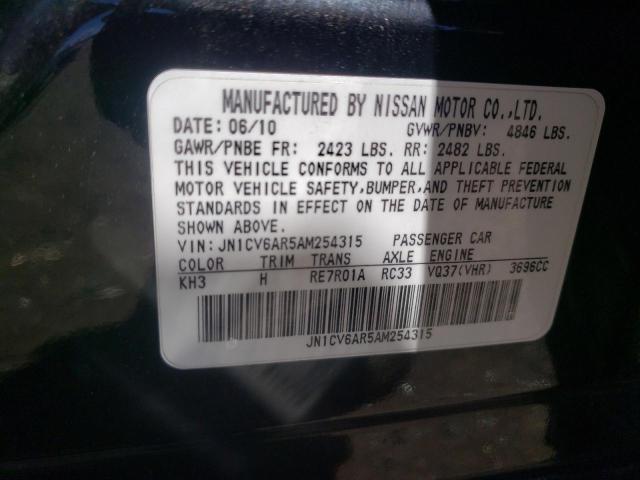 MANUFACTURED BY NISSAN MOTOR CO.,LTD.
DATE: 06/10 GVWR/PNBV: 4846 LBS.
GAWR/PNBE FR: 2423 LBS. RR: 2482 LBS.
THIS VEHICLE CONFORMS TO ALL APPLICABLE FEDERAL
MOTOR VEHICLE SAFETY,BUMPER,AND THEFT PREVENTION
STANDARDS IN EFFECT ON THE DATE OF MANUFACTURE
SHOWN ABOVE.
VIN: JN1CV6AR5AM254315 PASSENGER CAR
COLOR TRIM TRANS AXLE ENGINE
KH3 H RE7R01A RC33 VQ37(VHR) 3696CC
JN1CV6AR5AM254315